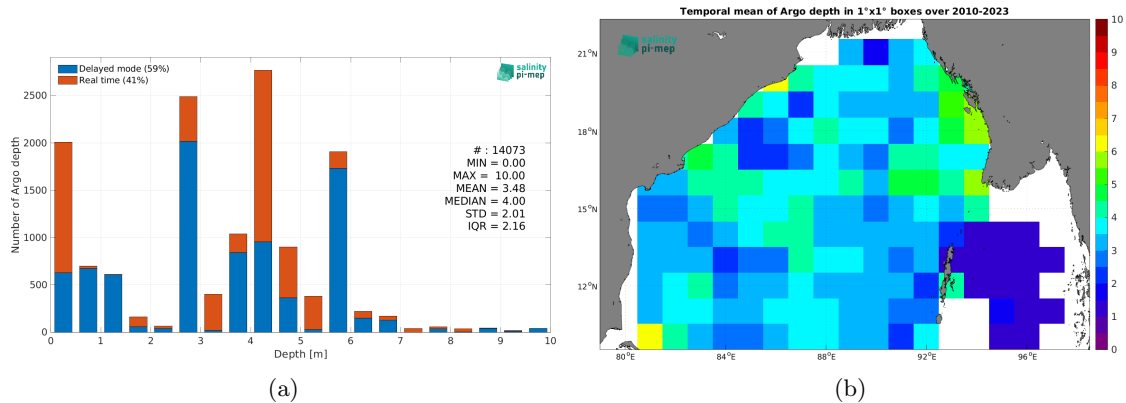 Delayed mode (59%)
Real time (41%)
salinity
pi-mep
# : 14073
MIN = 0.00
MAX = 10.00
MEAN = 3.48
MEDIAN = 4.00
STD = 2.01
IQR = 2.16
Number of Argo depth
2500
2000
1500
1000
500
0
0 1 2 3 4 5 6 7 8 9 10
Depth [m]
(a)
Temporal mean of Argo depth in 1°x1° boxes over 2010-2023
salinity
pi-mep
21°N
18°N
15°N
12°N
80°E 84°E 88°E 92°E 96°E
10
9
8
7
6
5
4
3
2
1
0
(b)